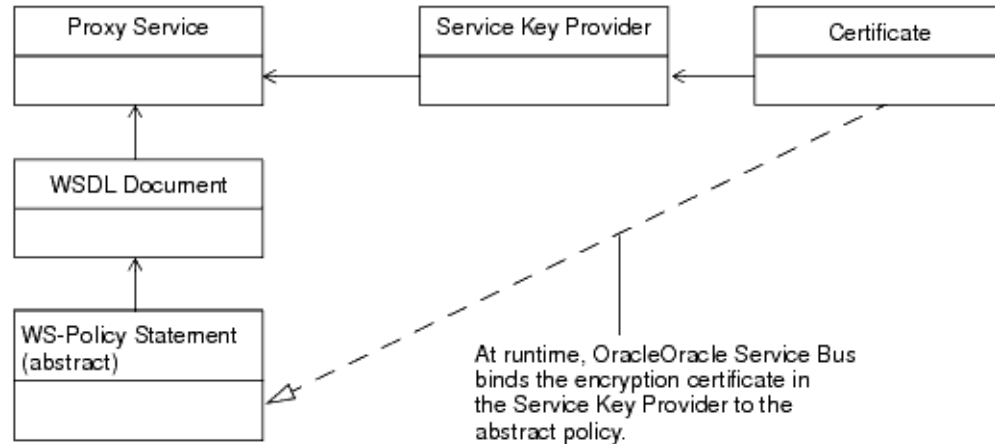 Proxy Service
Service Key Provider
Certificate
WSDL Document
WS-Policy Statement
(abstract)
At runtime, OracleOracle Service Bus
binds the encryption certificate in
the Service Key Provider to the
abstract policy.